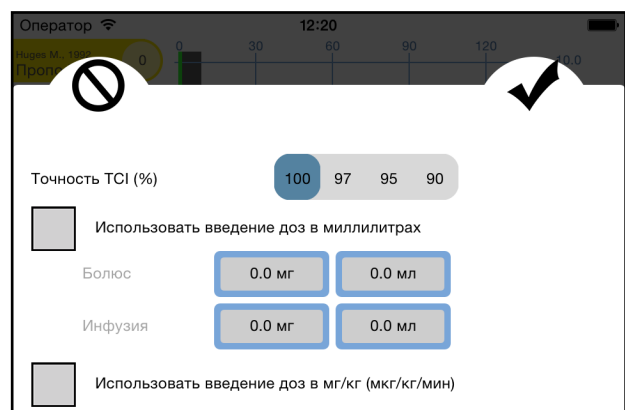 Оператор 12:20
0 30 60 90 120
Huges M., 1992 0 10.0
Точность TCI (%) 100 97 95 90
Использовать введение доз в миллилитрах
Болюс 0.0 мг 0.0 мл
Инфузия 0.0 мг 0.0 мл
Использовать введение доз в мг/кг (мкг/кг/мин)